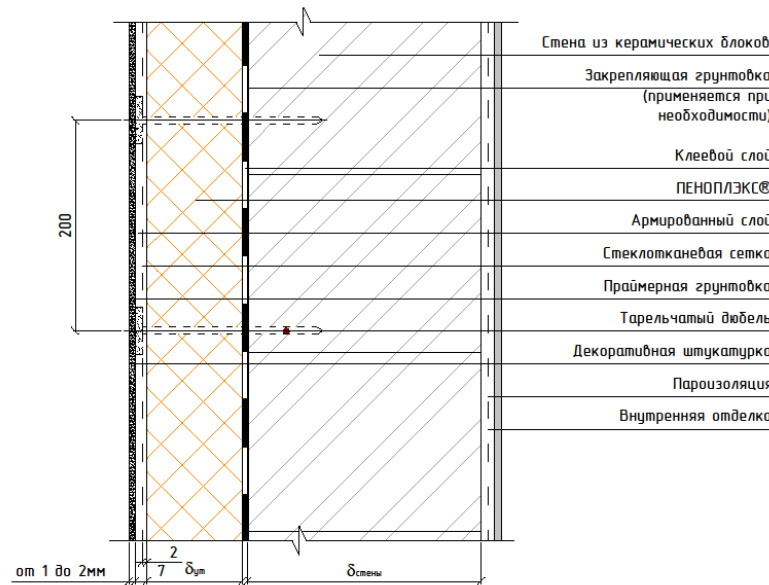 Стена из керамических блоков
Закрепляющая грунтовка
(применяется при
необходимости)
Клеевой слой
ПЕНОПЛЭКС®
Армированный слой
Стеклотканевая сетка
Праймерная грунтовка
Тарельчатый дюбель
Декоративная штукатурка
Пароизоляция
Внутренняя отделка
200
2
от 1 до 2мм 7 δут δстены